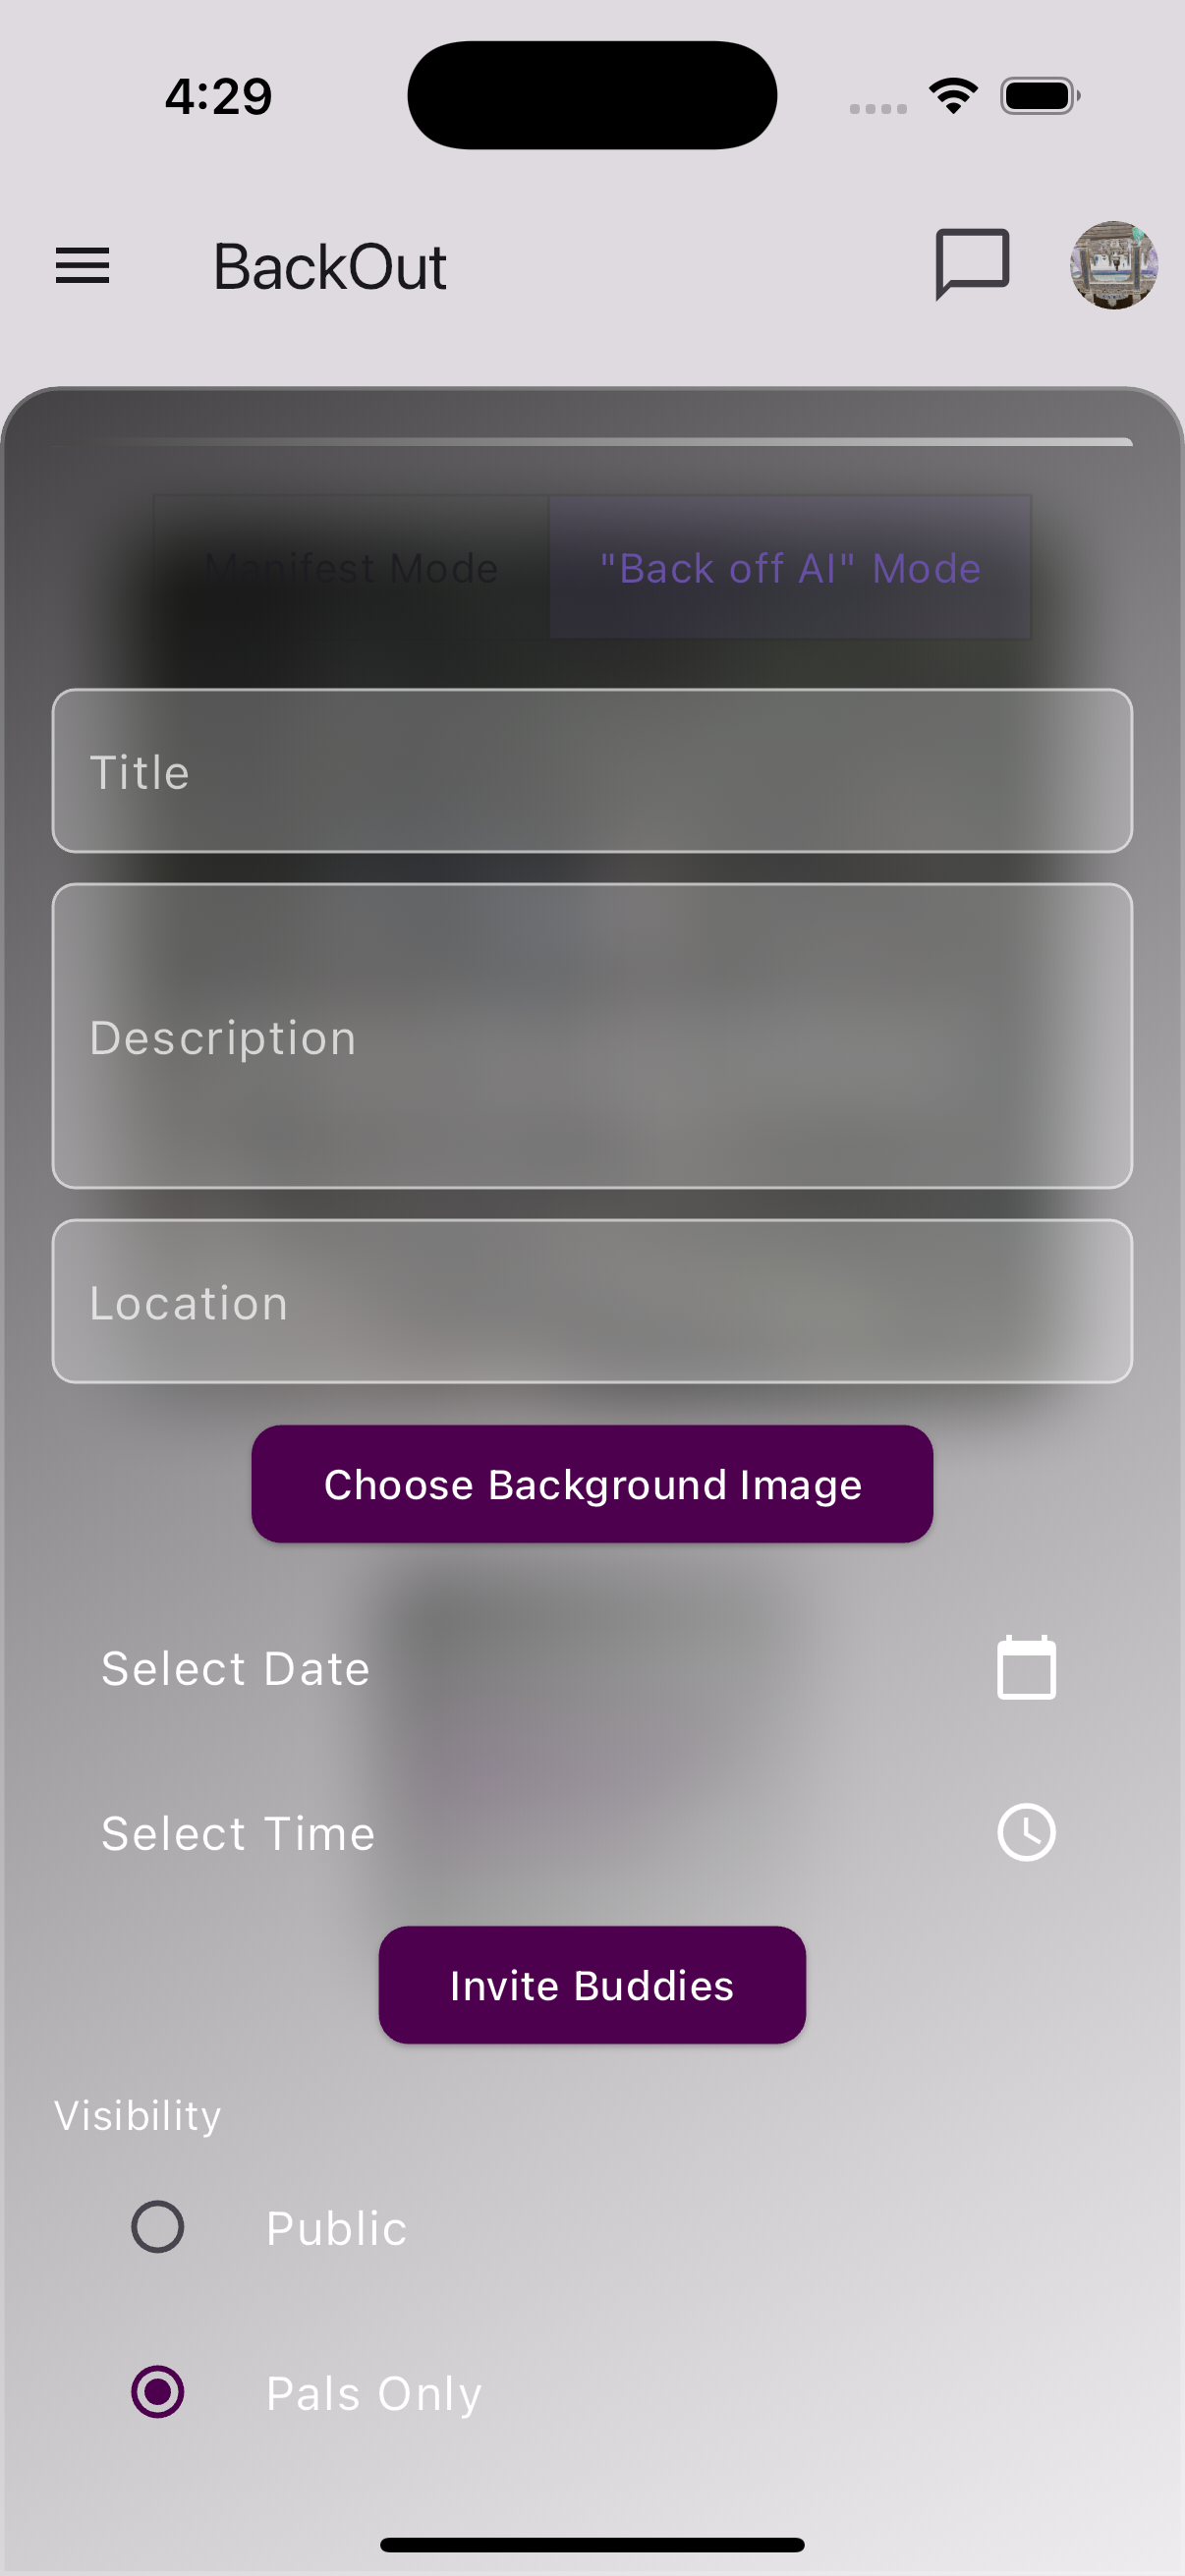 4:29
BackOut
Manifest Mode
"Back off AI" Mode
Title
Description
Location
Choose Background Image
Select Date
Select Time
Invite Buddies
Visibility
Public
Pals Only